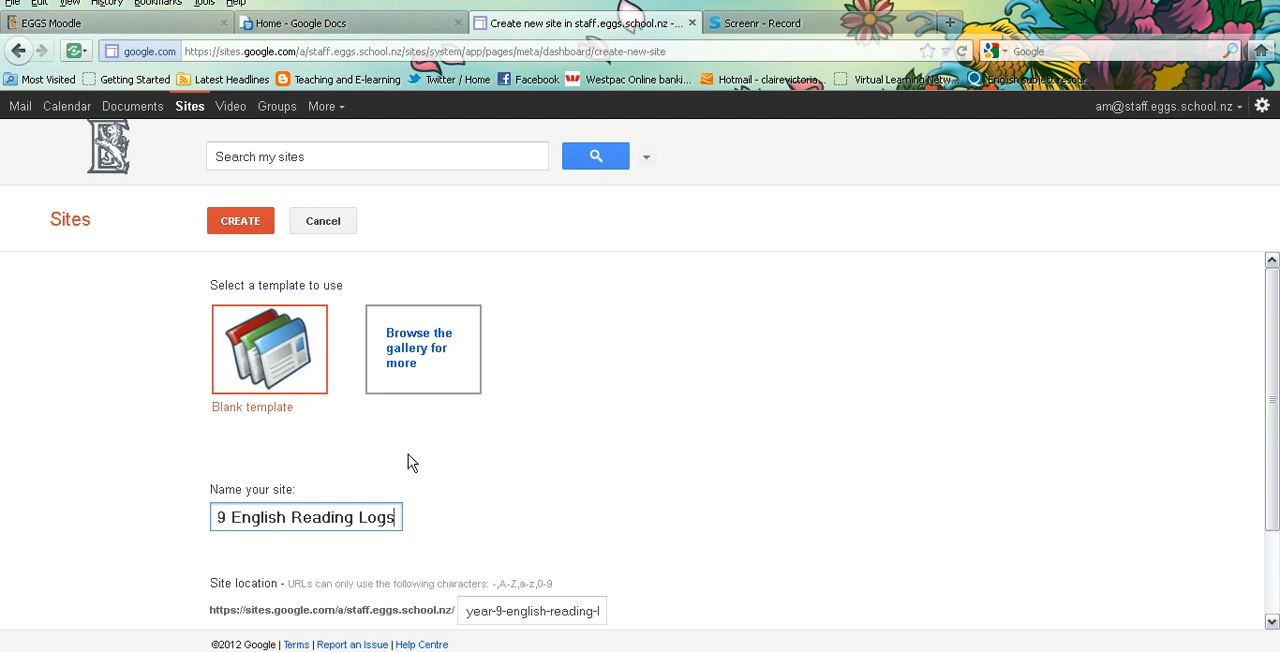 File Edit View History Bookmarks Tools Help
EGGS Moodle × Home - Google Docs × Create new site in staff.eggs.school.nz -... × Screenr - Record +
google.com https://sites.google.com/a/staff.eggs.school.nz/sites/system/app/pages/meta/dashboard/create-new-site Google
Most Visited Getting Started Latest Headlines Teaching and E-learning Twitter / Home Facebook Westpac Online banki... Hotmail - clairevictoria... Virtual Learning Netw... English subject resour...
Mail Calendar Documents Sites Video Groups More am@staff.eggs.school.nz
Search my sites
Sites CREATE Cancel
Select a template to use
Browse the
gallery for
more
Blank template
Name your site:
9 English Reading Logs
Site location - URLs can only use the following characters: -,A-Z,a-z,0-9
https://sites.google.com/a/staff.eggs.school.nz/ year-9-english-reading-l
©2012 Google | Terms | Report an Issue | Help Centre